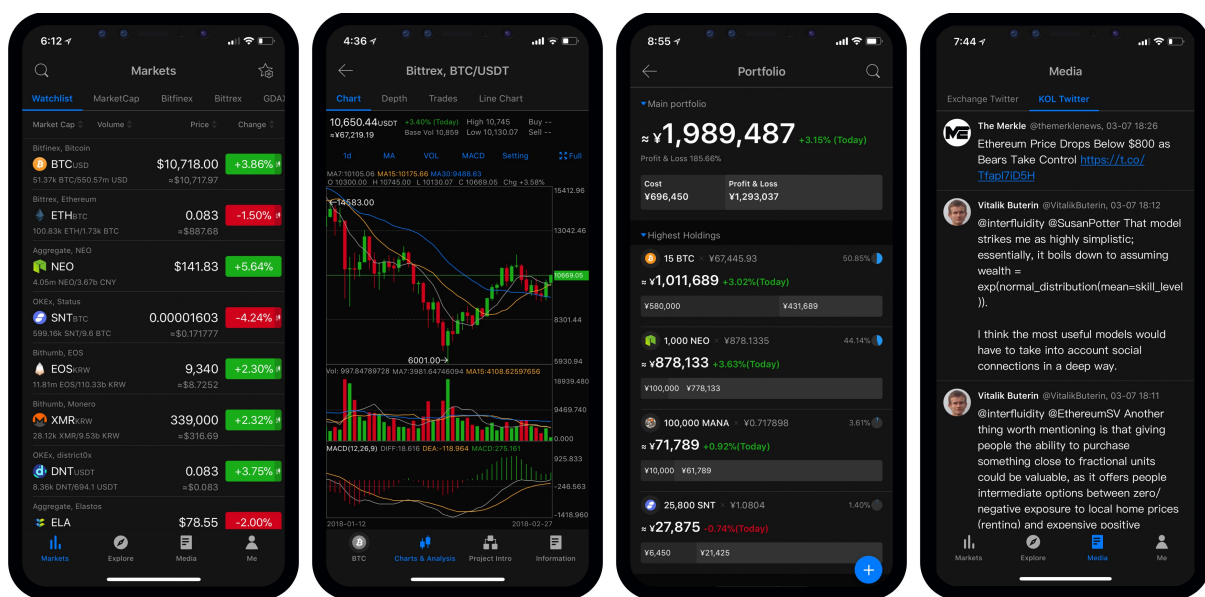 6:12
Markets
Watchlist MarketCap Bitfinex Bittrex GDAX
Market Cap Volume Price Change
Bitfinex, Bitcoin
BTCUSD $10,718.00 +3.86%
51.37k BTC/550.57m USD ≈$10,717.97
Bittrex, Ethereum
ETHBTC 0.083 -1.50%
100.83k ETH/1.73k BTC ≈$887.68
Aggregate, NEO
NEO $141.83 +5.64%
4.05m NEO/3.67b CNY
OKEx, Status
SNTBTC 0.00001603 -4.24%
599.16k SNT/9.6 BTC ≈$0.171777
Bithumb, EOS
EOSKRW 9,340 +2.30%
11.81m EOS/110.33b KRW ≈$8.7252
Bithumb, Monero
XMRKRW 339,000 +2.32%
28.12k XMR/9.53b KRW ≈$316.69
OKEx, district0x
DNTUSDT 0.083 +3.75%
8.36k DNT/694.1 USDT ≈$0.083
Aggregate, Elastos
ELA $78.55 -2.00%
Markets Explore Media Me
4:36
Bittrex, BTC/USDT
Chart Depth Trades Line Chart
10,650.44USDT +3.40% (Today) High 10,745 Buy --
≈¥67,219.19 Base Vol 10,859 Low 10,130.07 Sell --
1d MA VOL MACD Setting Full
MA7:10105.06 MA15:10175.66 MA30:9488.63
O 10300.00 H 10745.00 L 10130.07 C 10669.05 Chg +3.58%
15412.96
14583.00
13042.46
10669.05
8301.44
6001.00
5930.94
Vol: 997.84789728 MA7:3981.64746094 MA15:4108.62597656
18939.480
9469.740
0.000
MACD(12,26,9) DIFF:18.616 DEA:-118.964 MACD:275.161
925.833
-246.563
-1418.960
2018-01-12 2018-02-27
BTC Charts & Analysis Project Intro Information
8:55
Portfolio
Main portfolio
≈ ¥1,989,487 +3.15% (Today)
Profit & Loss 185.66%
Cost Profit & Loss
¥696,450 ¥1,293,037
Highest Holdings
15 BTC × ¥67,445.93 50.85%
≈ ¥1,011,689 +3.02%(Today)
¥580,000 ¥431,689
1,000 NEO × ¥878.1335 44.14%
≈ ¥878,133 +3.63%(Today)
¥100,000 ¥778,133
100,000 MANA × ¥0.717898 3.61%
≈ ¥71,789 +0.92%(Today)
¥10,000 ¥61,789
25,800 SNT × ¥1.0804 1.40%
≈ ¥27,875 -0.74%(Today)
¥6,450 ¥21,425
+
7:44
Media
Exchange Twitter KOL Twitter
The Merkle @themerklenews, 03-07 18:26
Ethereum Price Drops Below $800 as
Bears Take Control https://t.co/
TfapI7iD5H
Vitalik Buterin @VitalikButerin, 03-07 18:12
@interfluidity @SusanPotter That model
strikes me as highly simplistic;
essentially, it boils down to assuming
wealth =
exp(normal_distribution(mean=skill_level
)).
I think the most useful models would
have to take into account social
connections in a deep way.
Vitalik Buterin @VitalikButerin, 03-07 18:11
@interfluidity @EthereumSV Another
thing worth mentioning is that giving
people the ability to purchase
something close to fractional units
could be valuable, as it offers people
intermediate options between zero/
negative exposure to local home prices
(renting) and expensive positive
Markets Explore Media Me